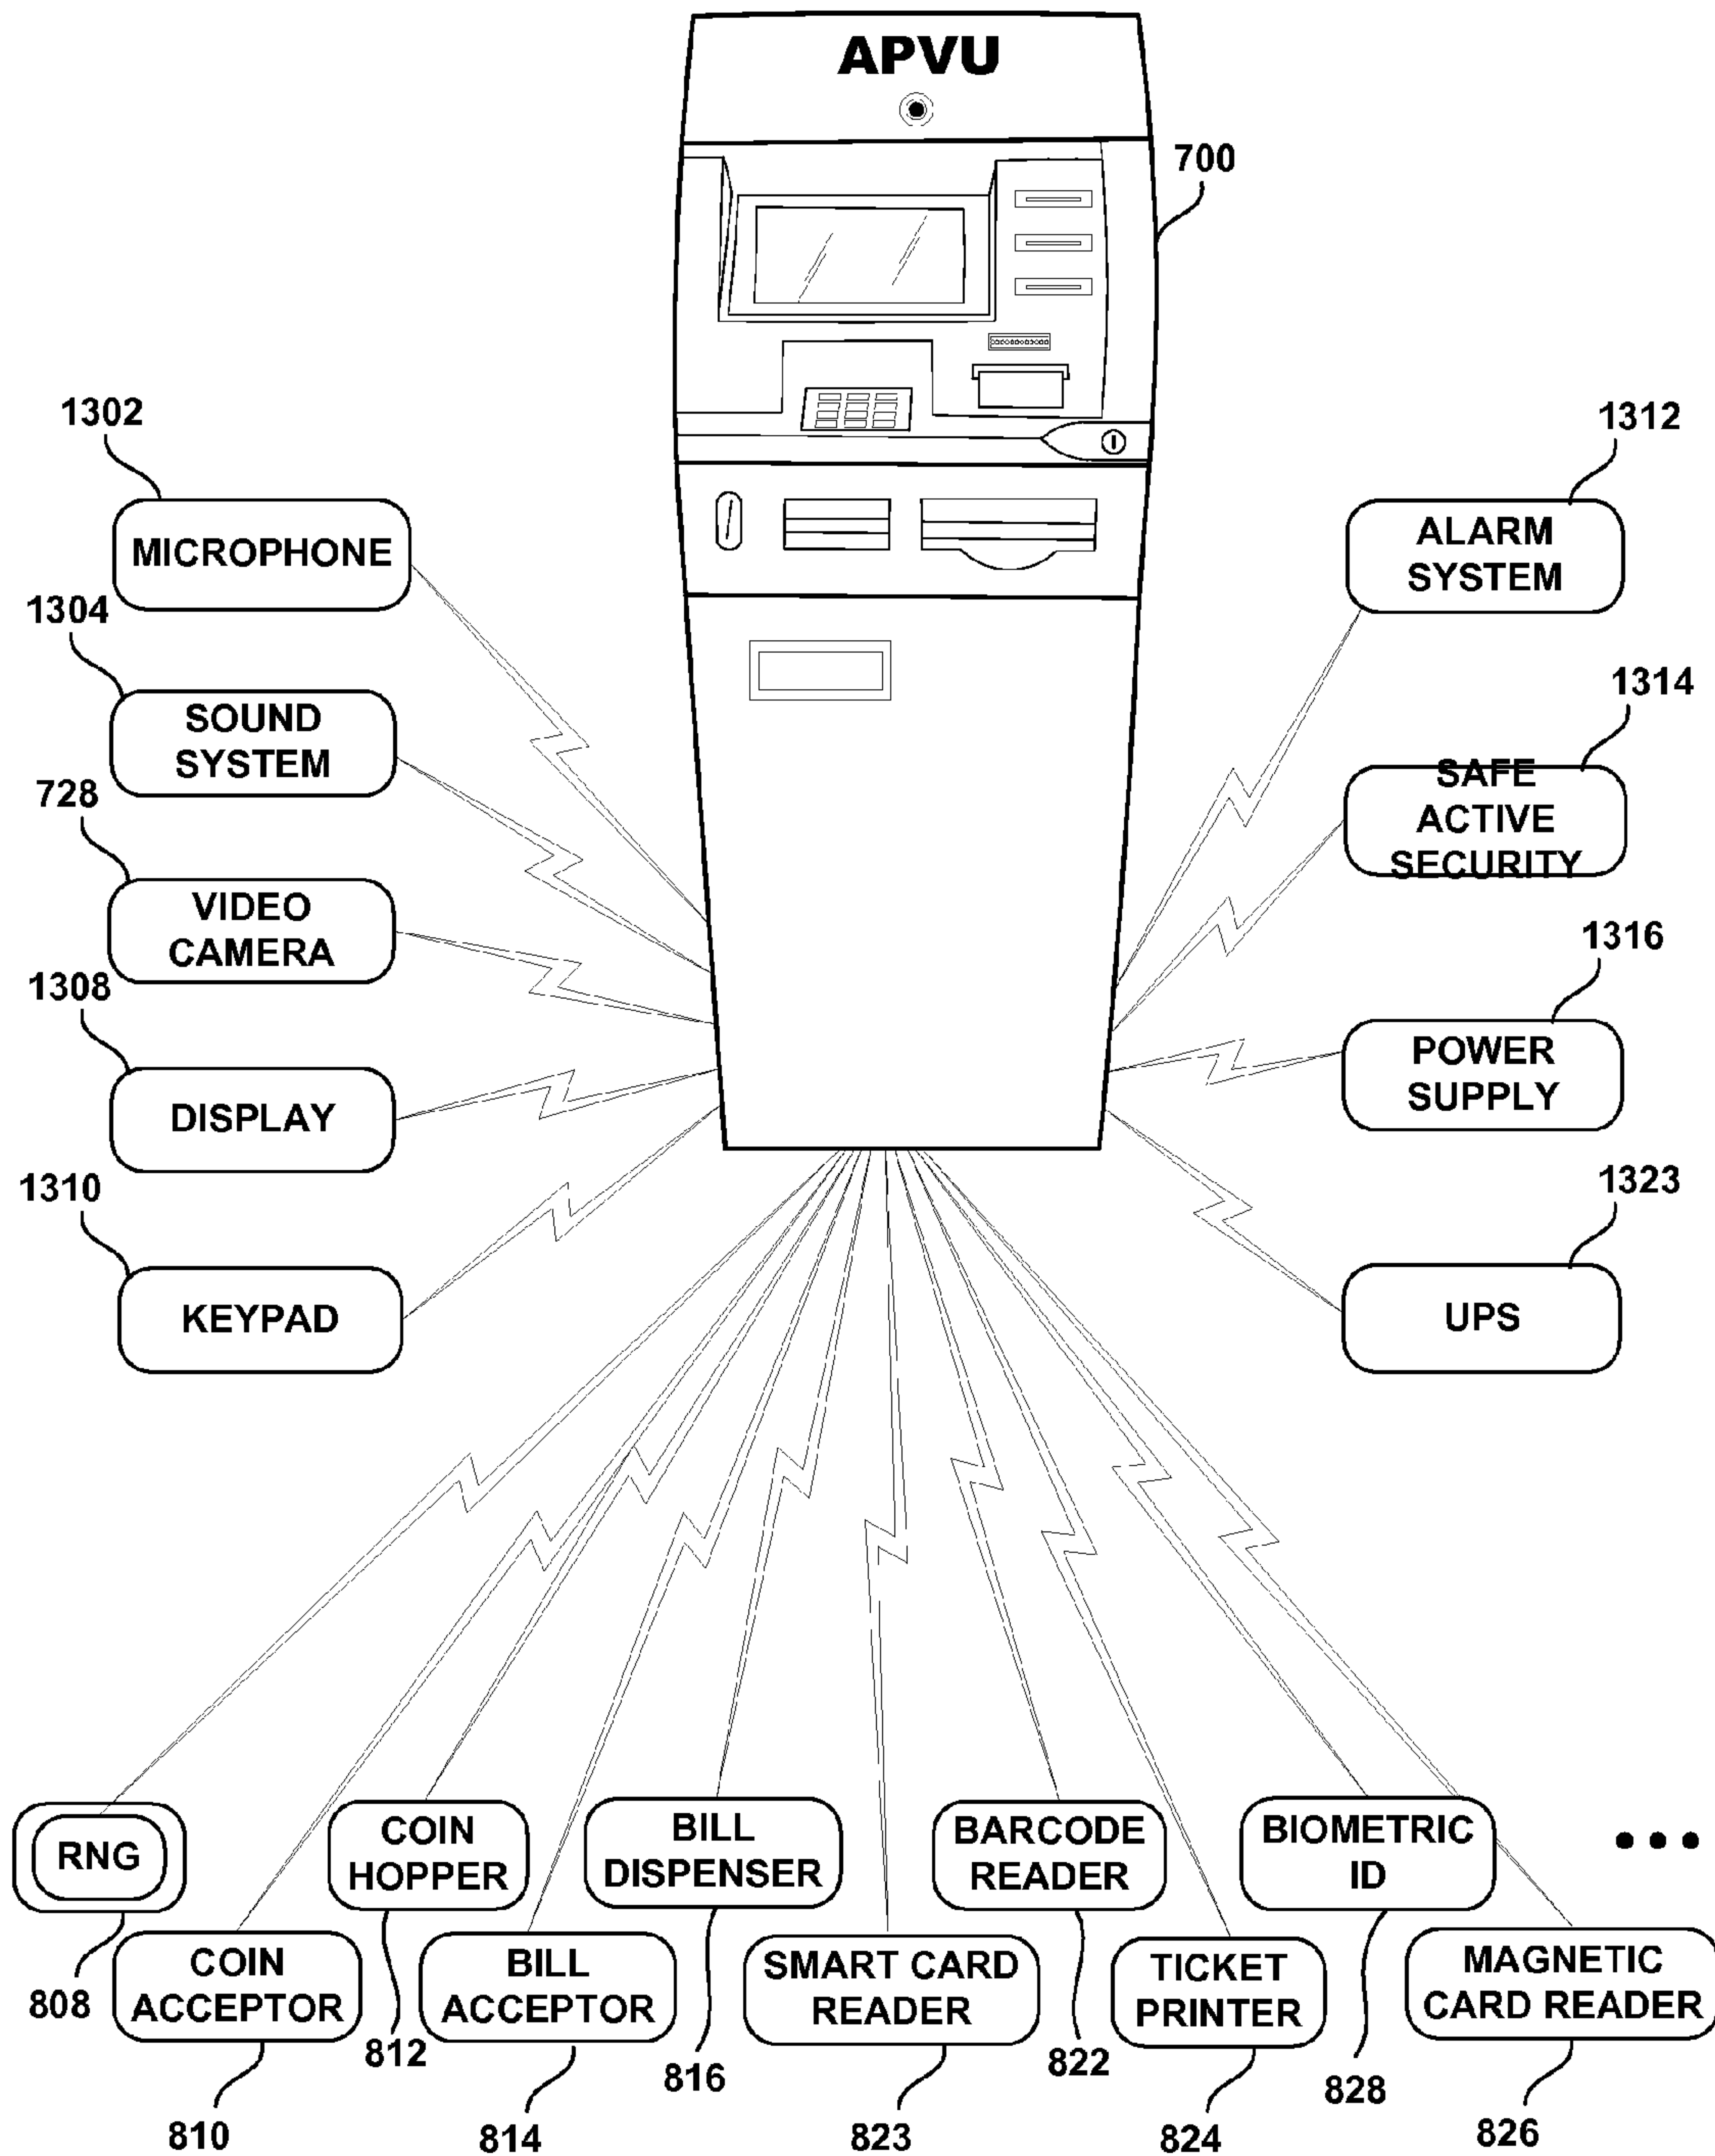 APVU
700
1302
MICROPHONE
1304
SOUND
SYSTEM
728
VIDEO
CAMERA
1308
DISPLAY
1310
KEYPAD
1312
ALARM
SYSTEM
1314
SAFE
ACTIVE
SECURITY
1316
POWER
SUPPLY
1323
UPS
RNG
808
COIN
ACCEPTOR
810
COIN
HOPPER
812
BILL
ACCEPTOR
814
BILL
DISPENSER
816
SMART CARD
READER
823
BARCODE
READER
822
TICKET
PRINTER
824
BIOMETRIC
ID
828
MAGNETIC
CARD READER
826